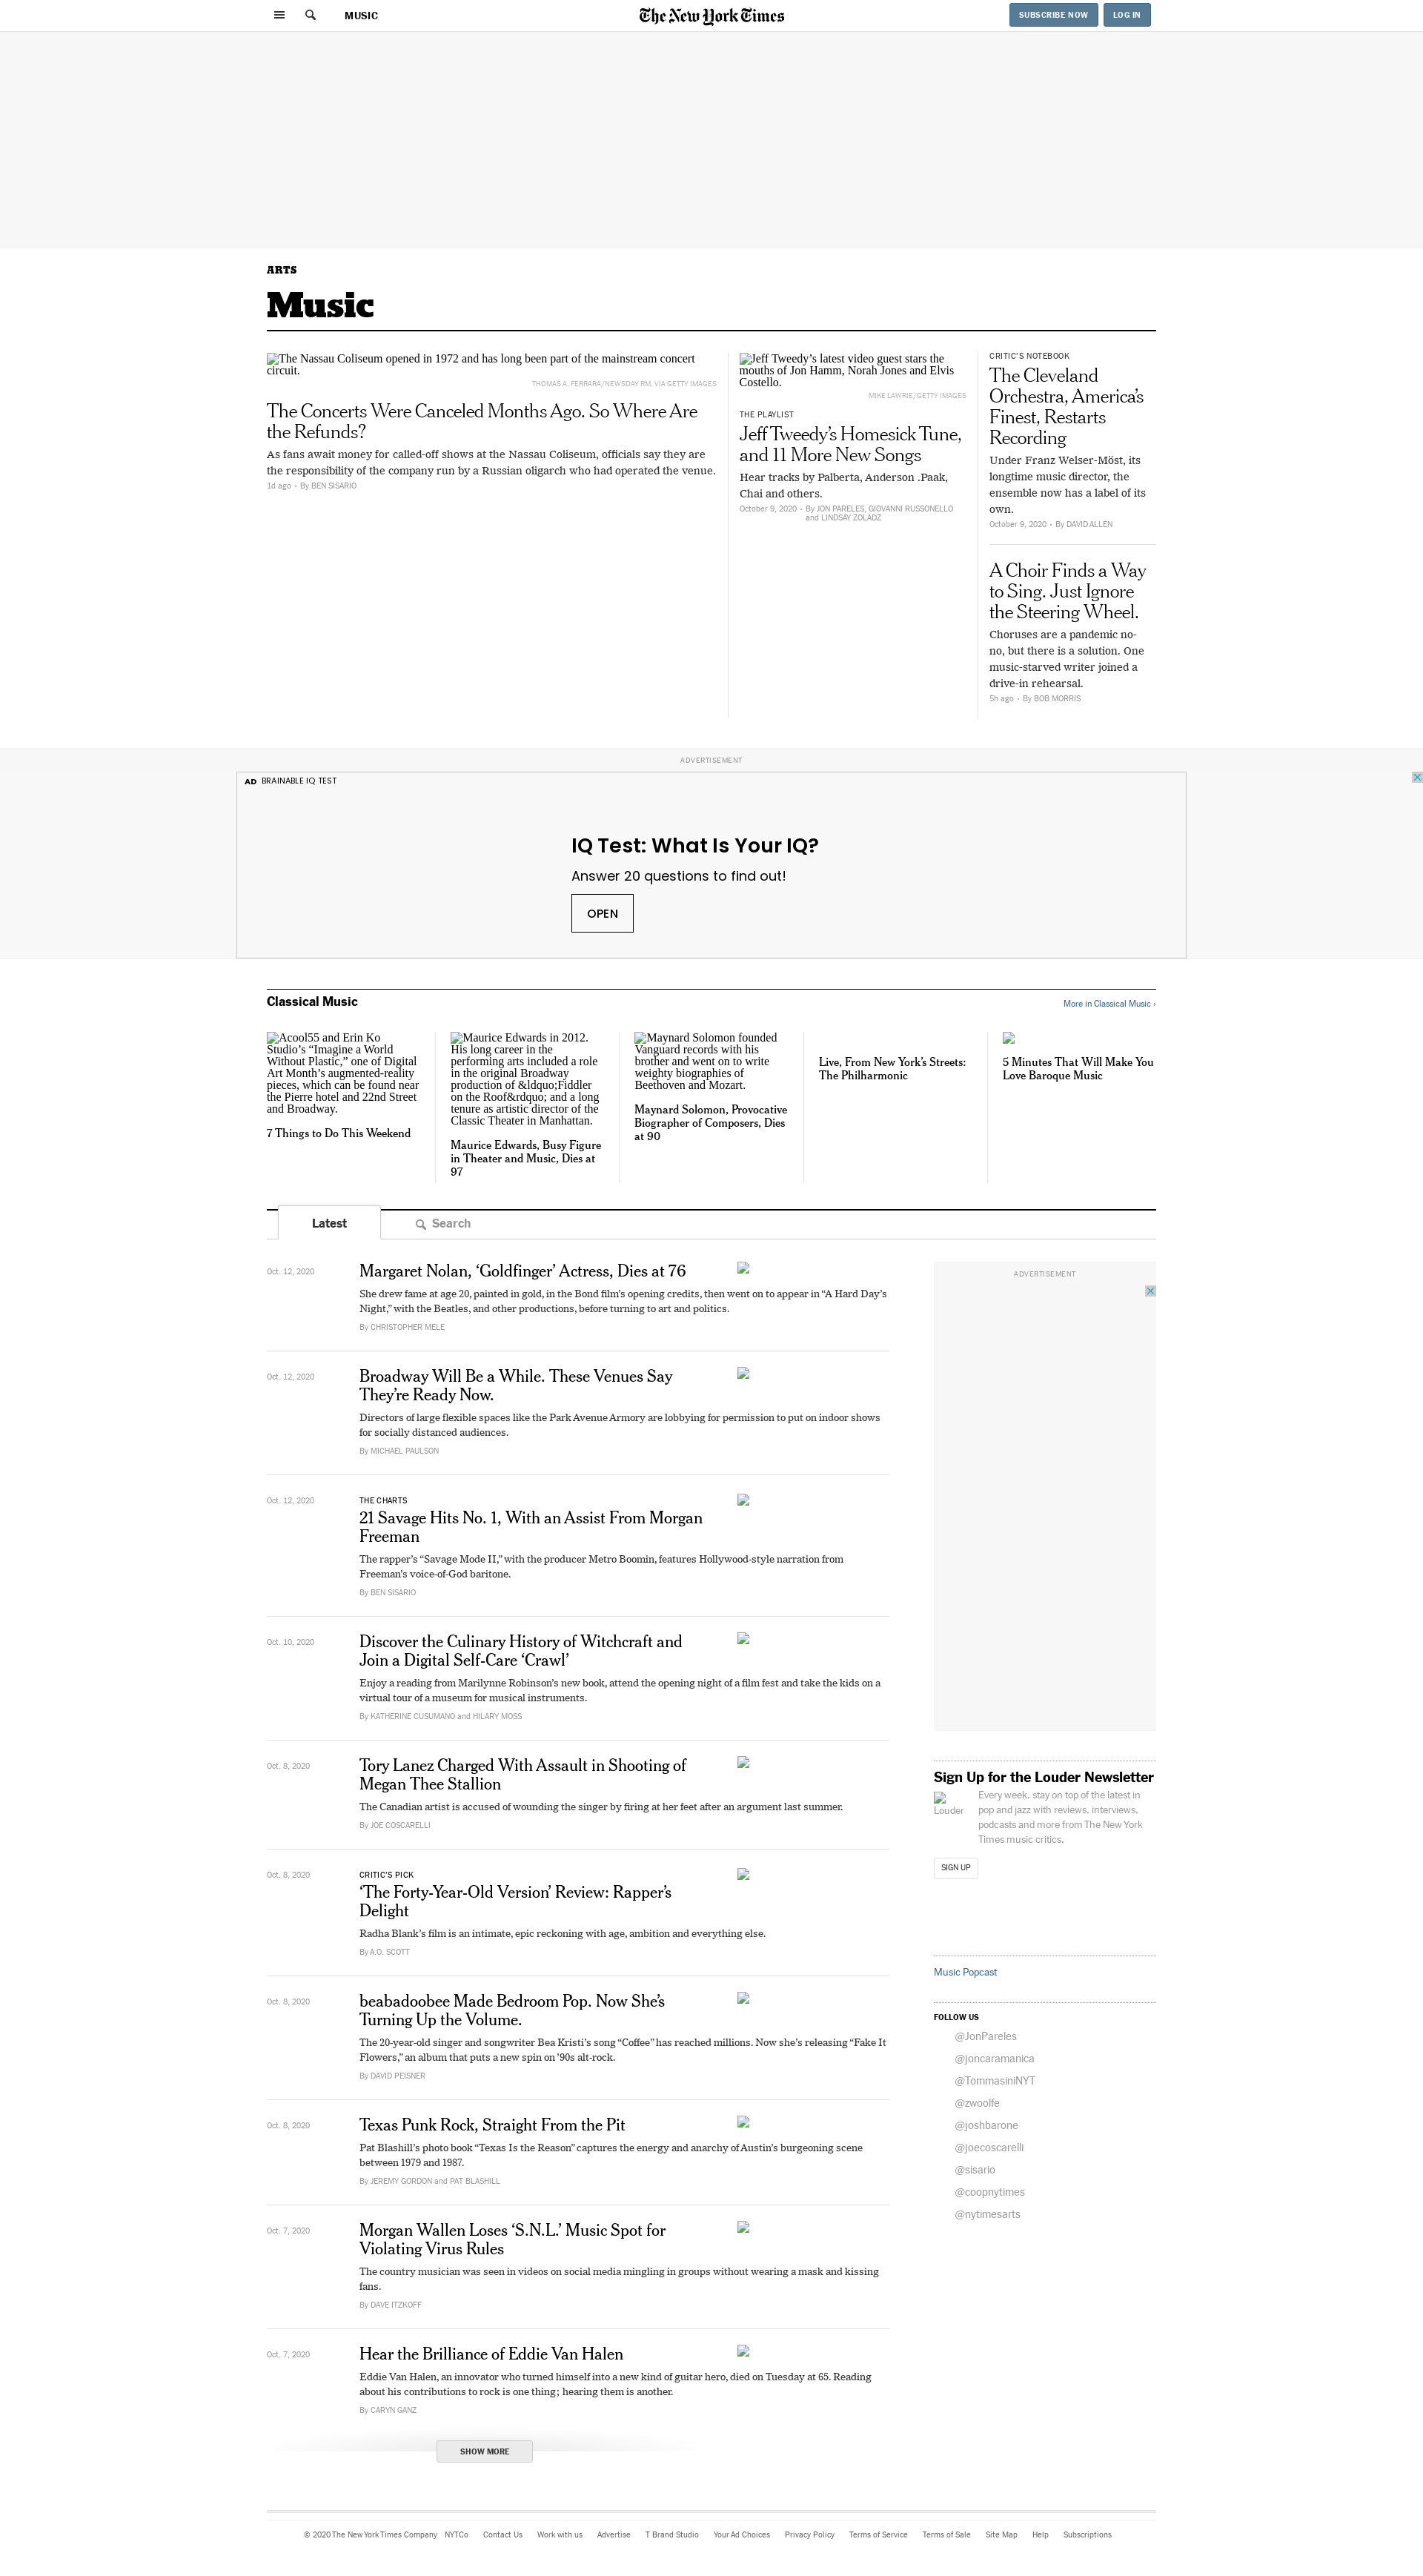 MUSIC
The New York Times
SUBSCRIBE NOW
LOG IN
ARTS
Music
The Nassau Coliseum opened in 1972 and has long been part of the mainstream concert
circuit.
THOMAS A. FERRARA/NEWSDAY RM, VIA GETTY IMAGES
The Concerts Were Canceled Months Ago. So Where Are
the Refunds?
As fans await money for called-off shows at the Nassau Coliseum, officials say they are
the responsibility of the company run by a Russian oligarch who had operated the venue.
1d ago • By BEN SISARIO
Jeff Tweedy’s latest video guest stars the
mouths of Jon Hamm, Norah Jones and Elvis
Costello.
MIKE LAWRIE/GETTY IMAGES
THE PLAYLIST
Jeff Tweedy’s Homesick Tune,
and 11 More New Songs
Hear tracks by Palberta, Anderson .Paak,
Chai and others.
October 9, 2020 • By JON PARELES, GIOVANNI RUSSONELLO
and LINDSAY ZOLADZ
CRITIC’S NOTEBOOK
The Cleveland
Orchestra, America’s
Finest, Restarts
Recording
Under Franz Welser-Möst, its
longtime music director, the
ensemble now has a label of its
own.
October 9, 2020 • By DAVID ALLEN
A Choir Finds a Way
to Sing. Just Ignore
the Steering Wheel.
Choruses are a pandemic no-
no, but there is a solution. One
music-starved writer joined a
drive-in rehearsal.
5h ago • By BOB MORRIS
ADVERTISEMENT
AD BRAINABLE IQ TEST
IQ Test: What Is Your IQ?
Answer 20 questions to find out!
OPEN
Classical Music
More in Classical Music ›
Acool55 and Erin Ko
Studio’s “Imagine a World
Without Plastic,” one of Digital
Art Month’s augmented-reality
pieces, which can be found near
the Pierre hotel and 22nd Street
and Broadway.
7 Things to Do This Weekend
Maurice Edwards in 2012.
His long career in the
performing arts included a role
in the original Broadway
production of &ldquo;Fiddler
on the Roof&rdquo; and a long
tenure as artistic director of the
Classic Theater in Manhattan.
Maurice Edwards, Busy Figure
in Theater and Music, Dies at
97
Maynard Solomon founded
Vanguard records with his
brother and went on to write
weighty biographies of
Beethoven and Mozart.
Maynard Solomon, Provocative
Biographer of Composers, Dies
at 90
Live, From New York’s Streets:
The Philharmonic
5 Minutes That Will Make You
Love Baroque Music
Latest
Search
Oct. 12, 2020
Margaret Nolan, ‘Goldfinger’ Actress, Dies at 76
She drew fame at age 20, painted in gold, in the Bond film’s opening credits, then went on to appear in “A Hard Day’s
Night,” with the Beatles, and other productions, before turning to art and politics.
By CHRISTOPHER MELE
Oct. 12, 2020
Broadway Will Be a While. These Venues Say
They’re Ready Now.
Directors of large flexible spaces like the Park Avenue Armory are lobbying for permission to put on indoor shows
for socially distanced audiences.
By MICHAEL PAULSON
Oct. 12, 2020
THE CHARTS
21 Savage Hits No. 1, With an Assist From Morgan
Freeman
The rapper’s “Savage Mode II,” with the producer Metro Boomin, features Hollywood-style narration from
Freeman’s voice-of-God baritone.
By BEN SISARIO
Oct. 10, 2020
Discover the Culinary History of Witchcraft and
Join a Digital Self-Care ‘Crawl’
Enjoy a reading from Marilynne Robinson’s new book, attend the opening night of a film fest and take the kids on a
virtual tour of a museum for musical instruments.
By KATHERINE CUSUMANO and HILARY MOSS
Oct. 8, 2020
Tory Lanez Charged With Assault in Shooting of
Megan Thee Stallion
The Canadian artist is accused of wounding the singer by firing at her feet after an argument last summer.
By JOE COSCARELLI
Oct. 8, 2020
CRITIC’S PICK
‘The Forty-Year-Old Version’ Review: Rapper’s
Delight
Radha Blank’s film is an intimate, epic reckoning with age, ambition and everything else.
By A.O. SCOTT
Oct. 8, 2020
beabadoobee Made Bedroom Pop. Now She’s
Turning Up the Volume.
The 20-year-old singer and songwriter Bea Kristi’s song “Coffee” has reached millions. Now she’s releasing “Fake It
Flowers,” an album that puts a new spin on ’90s alt-rock.
By DAVID PEISNER
Oct. 8, 2020
Texas Punk Rock, Straight From the Pit
Pat Blashill’s photo book “Texas Is the Reason” captures the energy and anarchy of Austin’s burgeoning scene
between 1979 and 1987.
By JEREMY GORDON and PAT BLASHILL
Oct. 7, 2020
Morgan Wallen Loses ‘S.N.L.’ Music Spot for
Violating Virus Rules
The country musician was seen in videos on social media mingling in groups without wearing a mask and kissing
fans.
By DAVE ITZKOFF
Oct. 7, 2020
Hear the Brilliance of Eddie Van Halen
Eddie Van Halen, an innovator who turned himself into a new kind of guitar hero, died on Tuesday at 65. Reading
about his contributions to rock is one thing; hearing them is another.
By CARYN GANZ
SHOW MORE
ADVERTISEMENT
Sign Up for the Louder Newsletter
Louder
Every week, stay on top of the latest in
pop and jazz with reviews, interviews,
podcasts and more from The New York
Times music critics.
SIGN UP
Music Popcast
FOLLOW US
@JonPareles
@joncaramanica
@TommasiniNYT
@zwoolfe
@joshbarone
@joecoscarelli
@sisario
@coopnytimes
@nytimesarts
© 2020 The New York Times Company NYTCo Contact Us Work with us Advertise T Brand Studio Your Ad Choices Privacy Policy Terms of Service Terms of Sale Site Map Help Subscriptions